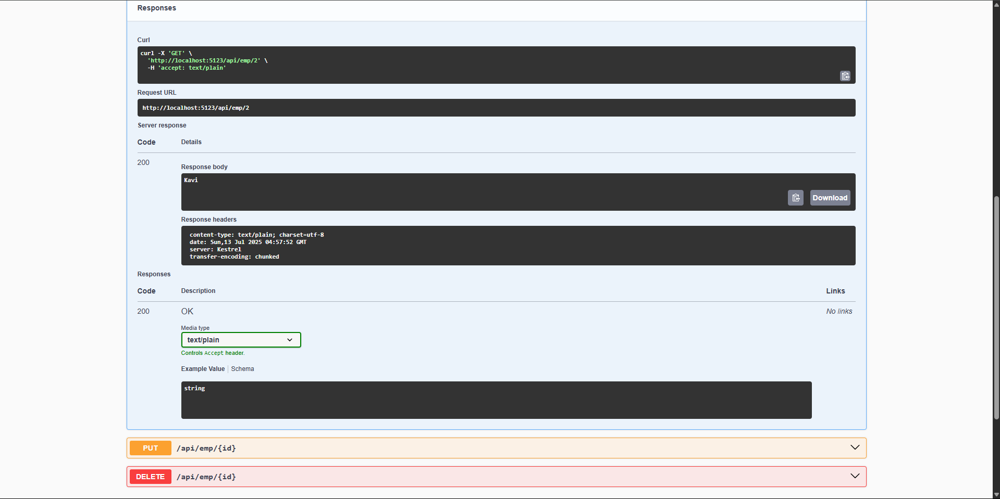 Responses
Curl
curl -X 'GET' \
'http://localhost:5123/api/emp/2' \
-H 'accept: text/plain'
Request URL
http://localhost:5123/api/emp/2
Server response
Code Details
200
Response body
Kavi
Download
Response headers
content-type: text/plain; charset=utf-8
date: Sun,13 Jul 2025 04:57:52 GMT
server: Kestrel
transfer-encoding: chunked
Responses
Code Description Links
200 OK No links
Media type
text/plain
Controls Accept header.
Example Value Schema
string
PUT /api/emp/{id}
DELETE /api/emp/{id}